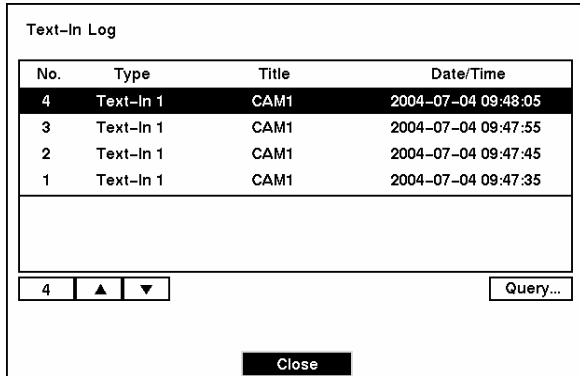 Text-In Log
No. Type Title Date/Time
4 Text-In 1 CAM1 2004-07-04 09:48:05
3 Text-In 1 CAM1 2004-07-04 09:47:55
2 Text-In 1 CAM1 2004-07-04 09:47:45
1 Text-In 1 CAM1 2004-07-04 09:47:35
4 ▲ ▼ Query...
Close